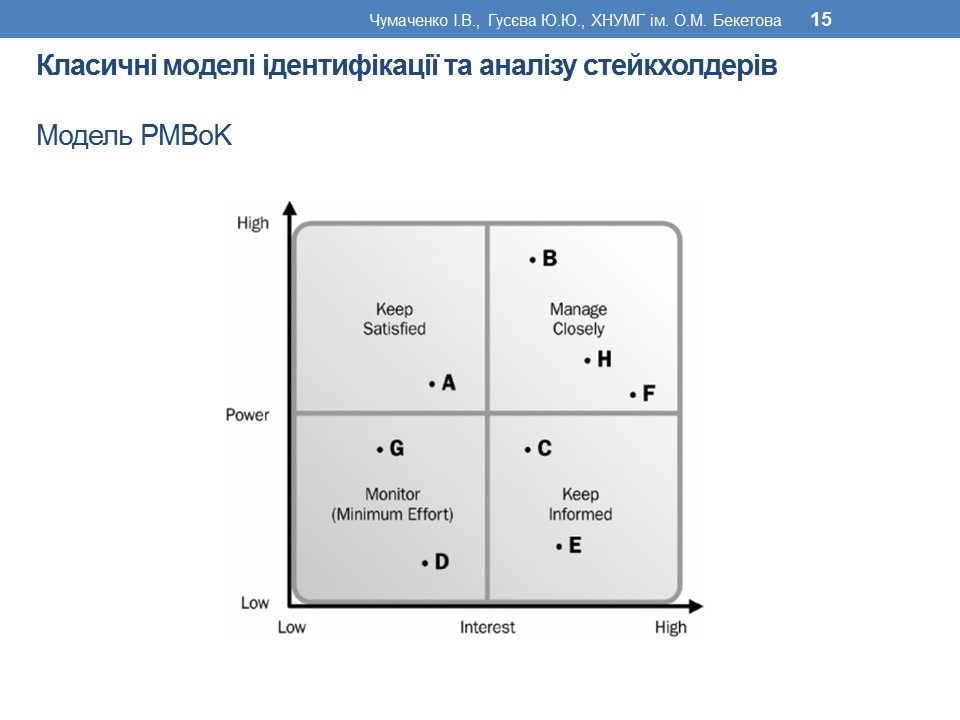 Чумаченко І.В., Гусєва Ю.Ю., ХНУМГ ім. О.М. Бекетова 15
Класичні моделі ідентифікації та аналізу стейкхолдерів
Модель PMBoK
High
B
Keep
Satisfied
Manage
Closely
H
A
F
Power
G
C
Monitor
(Minimum Effort)
Keep
Informed
E
D
Low
Low
Interest
High